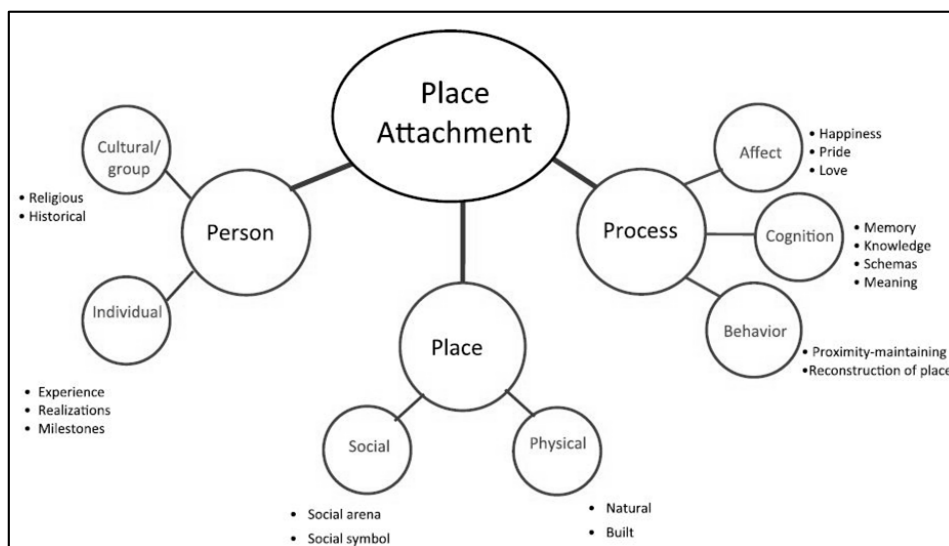 Place
Attachment
Cultural/
group
• Religious
• Historical
Person
Individual
• Experience
• Realizations
• Milestones
Place
Social
• Social arena
• Social symbol
Physical
• Natural
• Built
Process
Affect
• Happiness
• Pride
• Love
Cognition
• Memory
• Knowledge
• Schemas
• Meaning
Behavior
• Proximity-maintaining
•Reconstruction of place